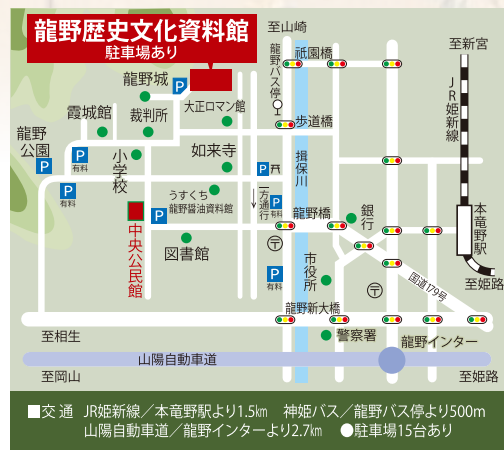 龍野歴史文化資料館
駐車場あり
至山崎
至新宮
龍野城
龍野バス停
祇園橋
JR姫新線
P
霞城館
裁判所
大正ロマン館
歩道橋
龍野
公園
P
P
有料
小学校
如来寺
揖保川
P
P
有料
うすくち
龍野醤油資料館
一方通行
P
有料
龍野橋
銀行
本竜野駅
P
中央公民館
図書館
〒
市役所
P
有料
〒
国道179号
至姫路
龍野新大橋
至相生
警察署
龍野インター
山陽自動車道
至岡山
至姫路
■交通 JR姫新線／本竜野駅より1.5㎞ 神姫バス／龍野バス停より500m
山陽自動車道／龍野インターより2.7㎞ ●駐車場15台あり